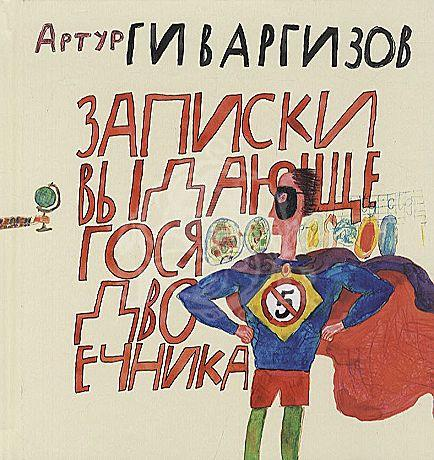 Артур ГИВАРГИЗОВ
ЗАПИСКИ
ВЫДАЮЩЕ
ГОСЯ
ДВО
ЕЧНИКА
5